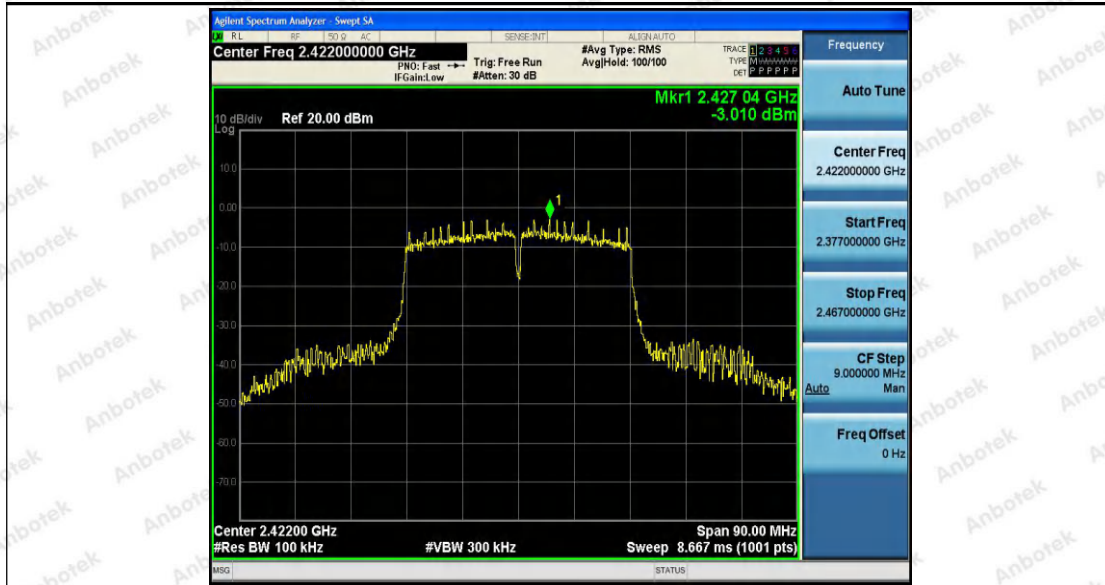 Agilent Spectrum Analyzer - Swept SA
RL RF 50 Ω AC SENSE:INT ALIGNAUTO
Center Freq 2.422000000 GHz
PNO: Fast
IFGain:Low
Trig: Free Run
#Atten: 30 dB
#Avg Type: RMS
Avg|Hold: 100/100
TRACE 1 2 3 4 5 6
TYPE M
DET P P P P P P
Mkr1 2.427 04 GHz
-3.010 dBm
10 dB/div Ref 20.00 dBm
Log
10.0
0.00
-10.0
-20.0
-30.0
-40.0
-50.0
-60.0
-70.0
1
Center 2.42200 GHz
Span 90.00 MHz
#Res BW 100 kHz
#VBW 300 kHz
Sweep 8.667 ms (1001 pts)
MSG
STATUS
Frequency
Auto Tune
Center Freq
2.422000000 GHz
Start Freq
2.377000000 GHz
Stop Freq
2.467000000 GHz
CF Step
9.000000 MHz
Auto Man
Freq Offset
0 Hz
Anbotek